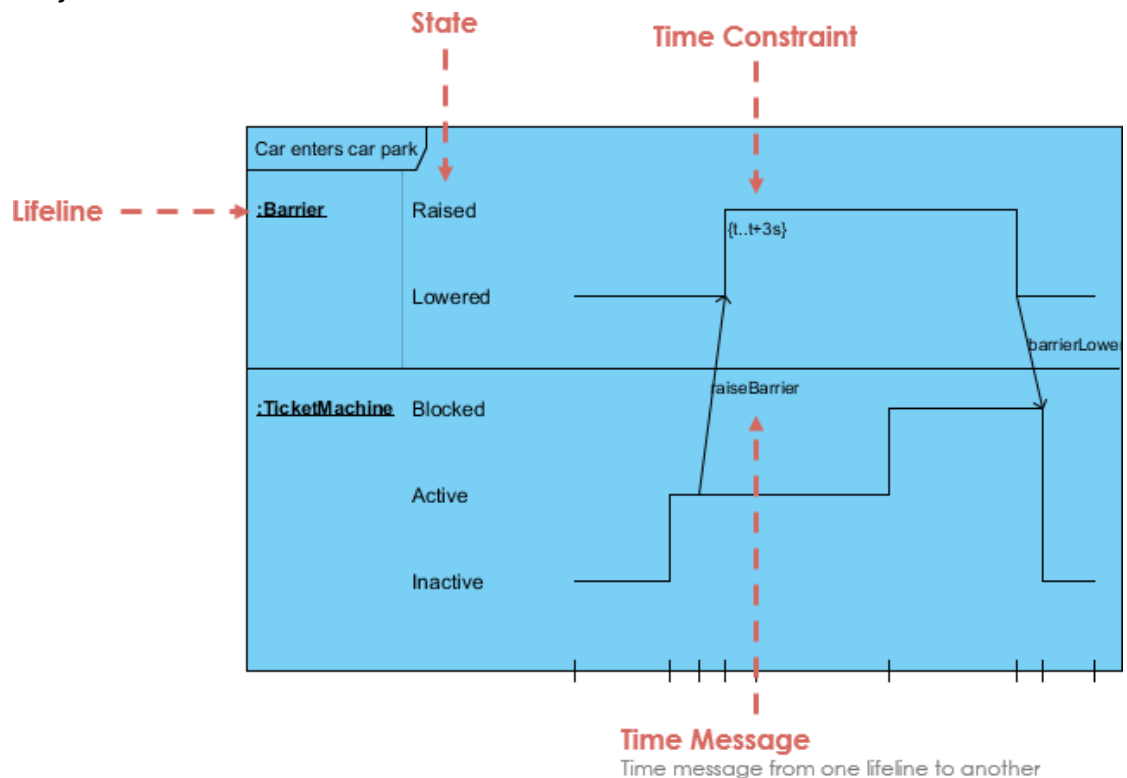 State
Time Constraint
Car enters car park
Lifeline
:Barrier
Raised
{t..t+3s}
Lowered
barrierLower
raiseBarrier
:TicketMachine
Blocked
Active
Inactive
Time Message
Time message from one lifeline to another